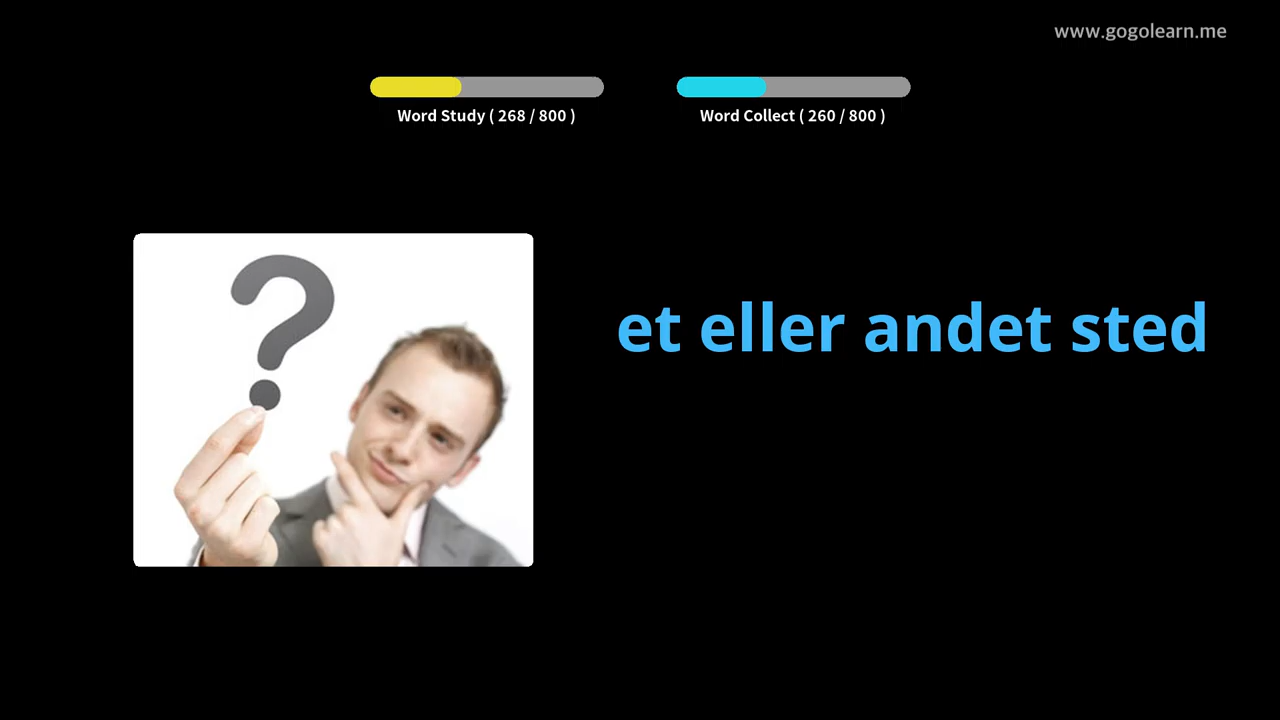 www.gogolearn.me
Word Study ( 268 / 800 )
Word Collect ( 260 / 800 )
?
et eller andet sted